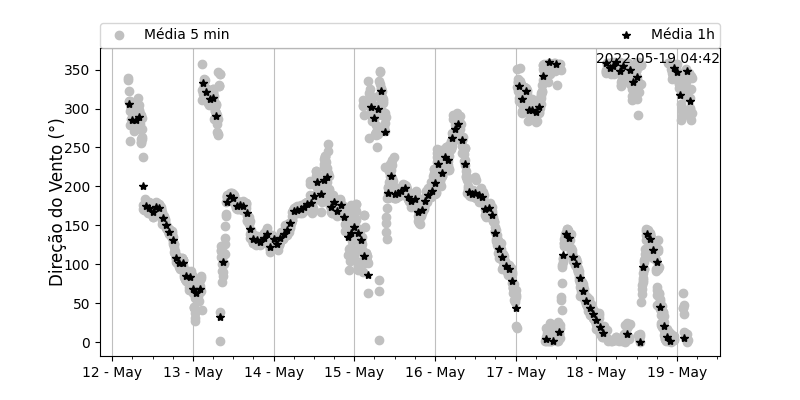 Média 5 min
Média 1h
2022-05-19 04:42
Direção do Vento (°)
350
300
250
200
150
100
50
0
12 - May
13 - May
14 - May
15 - May
16 - May
17 - May
18 - May
19 - May